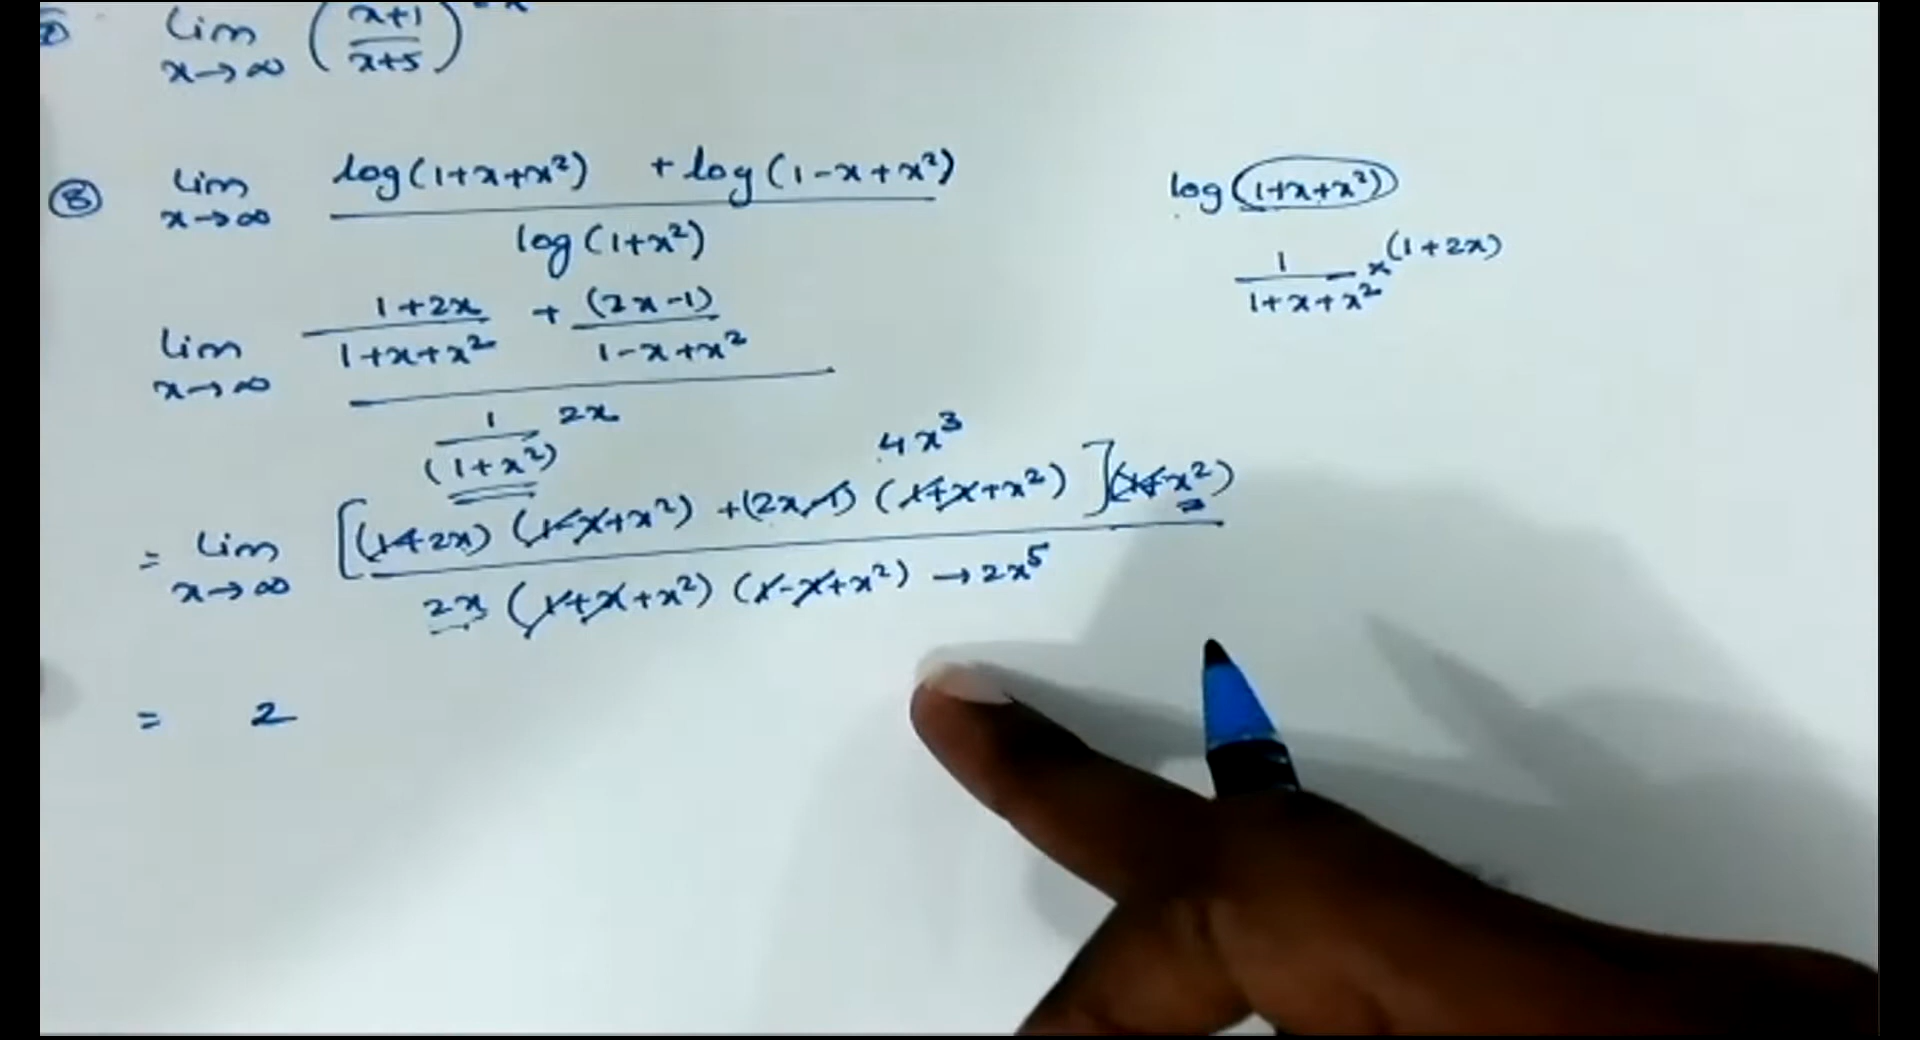 lim x→∞ (x+1 / x+5)
⑧ lim x→∞ log(1+x+x²) + log(1-x+x²) / log(1+x²)
log(1+x+x²)
1 / 1+x+x² × (1+2x)
lim x→∞ 1+2x / 1+x+x² + (2x-1) / 1-x+x²
1 / (1+x²) 2x
4x³
= lim x→∞ [(1+2x) (1-x+x²) + (2x-1) (1+x+x²)] (1+x²) / 2x (1+x+x²) (1-x+x²) → 2x⁵
= 2